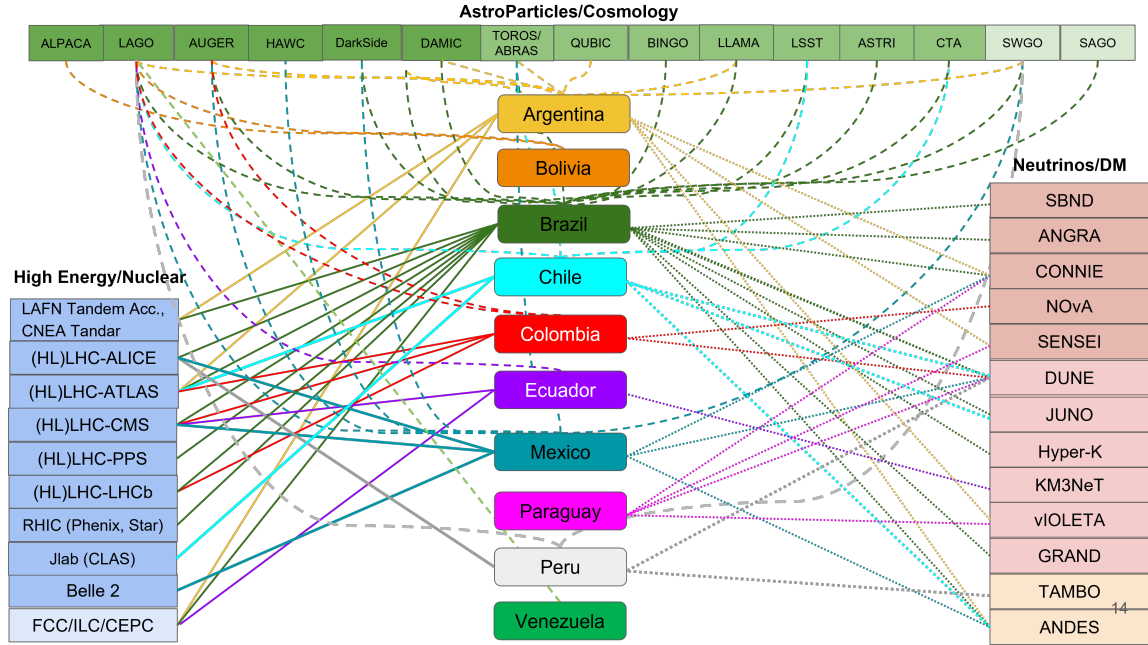 AstroParticles/Cosmology
ALPACA
LAGO
AUGER
HAWC
DarkSide
DAMIC
TOROS/
ABRAS
QUBIC
BINGO
LLAMA
LSST
ASTRI
CTA
SWGO
SAGO
Argentina
Bolivia
Brazil
Chile
Colombia
Ecuador
Mexico
Paraguay
Peru
Venezuela
High Energy/Nuclear
LAFN Tandem Acc.,
CNEA Tandar
(HL)LHC-ALICE
(HL)LHC-ATLAS
(HL)LHC-CMS
(HL)LHC-PPS
(HL)LHC-LHCb
RHIC (Phenix, Star)
Jlab (CLAS)
Belle 2
FCC/ILC/CEPC
Neutrinos/DM
SBND
ANGRA
CONNIE
NOvA
SENSEI
DUNE
JUNO
Hyper-K
KM3NeT
vIOLETA
GRAND
TAMBO
ANDES
14